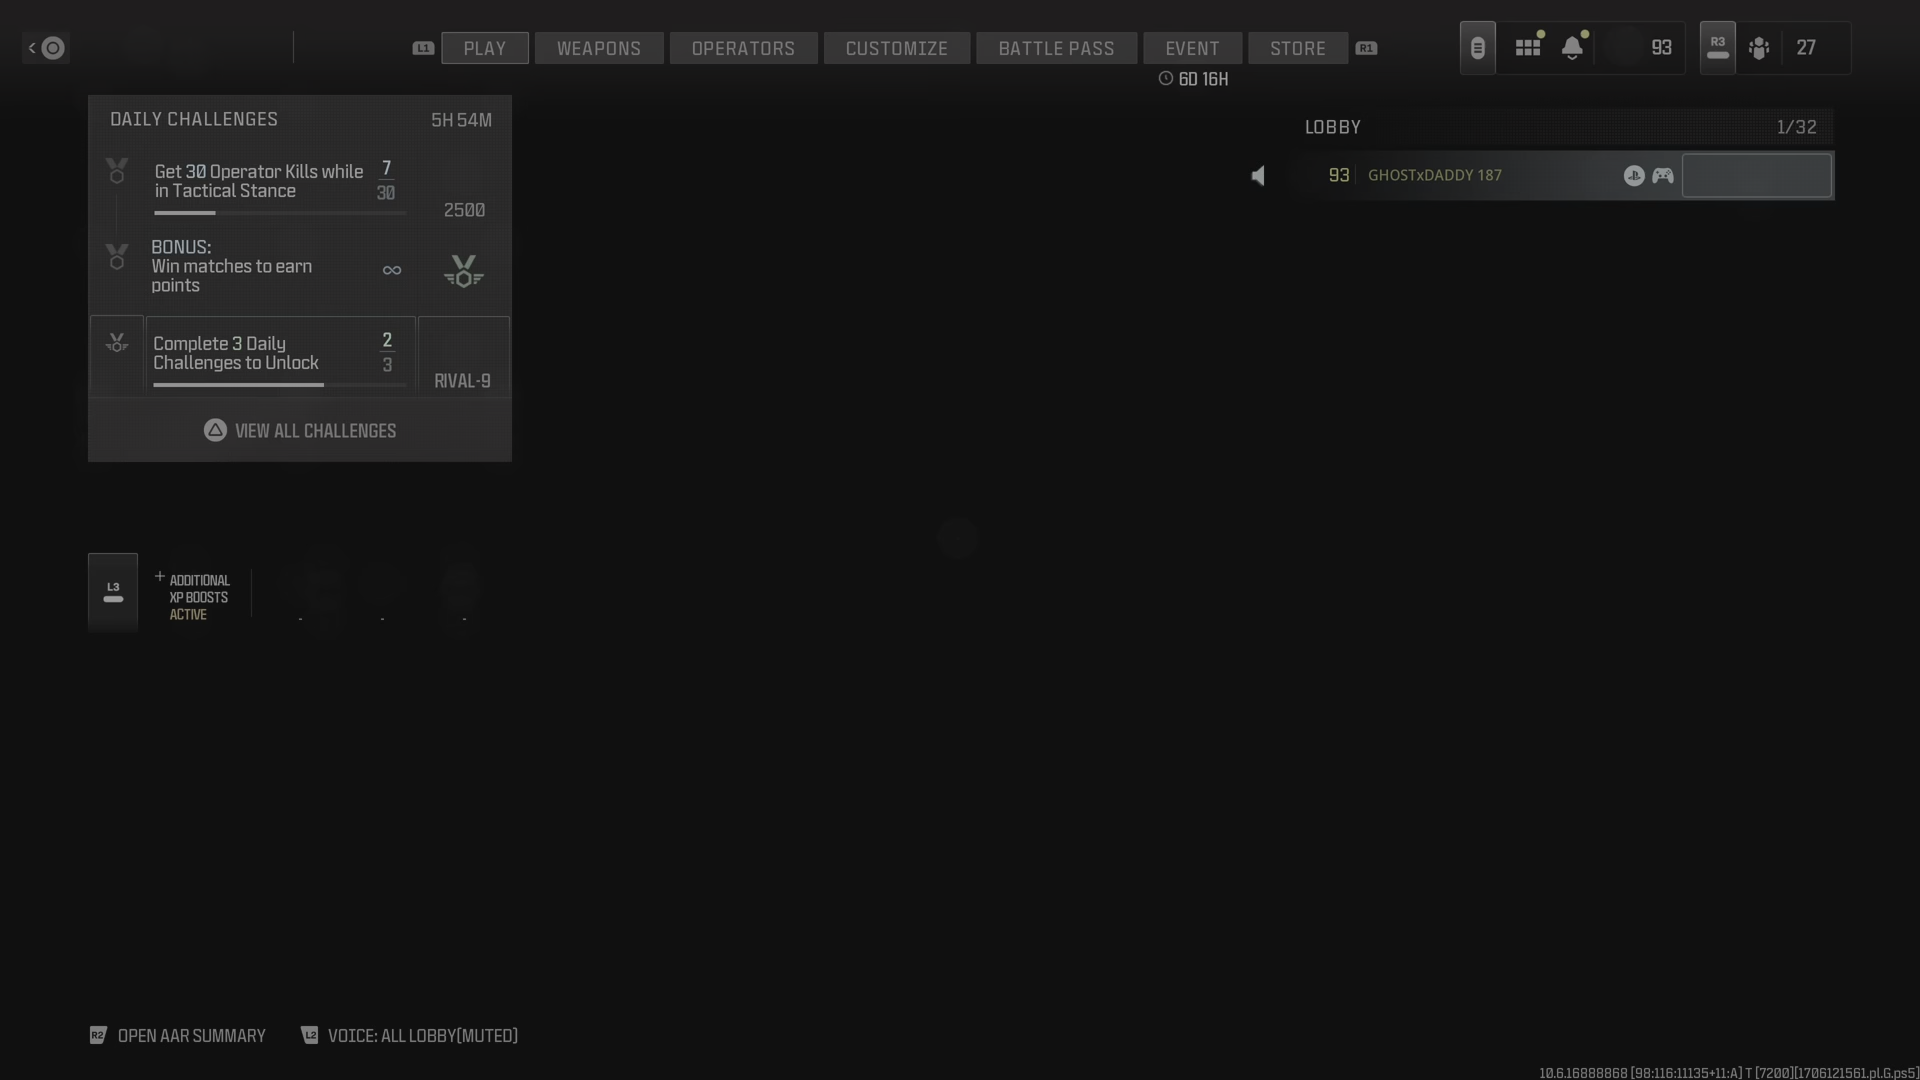 L1 PLAY WEAPONS OPERATORS CUSTOMIZE BATTLE PASS EVENT STORE R1 93 R3 27
6D 16H
DAILY CHALLENGES 5H 54M
Get 30 Operator Kills while
in Tactical Stance
7
30
2500
BONUS:
Win matches to earn
points
∞
Complete 3 Daily
Challenges to Unlock
2
3
RIVAL-9
VIEW ALL CHALLENGES
LOBBY 1/32
93 GHOSTxDADDY 187
L3
+ ADDITIONAL
XP BOOSTS
ACTIVE
- - -
R2 OPEN AAR SUMMARY L2 VOICE: ALL LOBBY(MUTED)
10.6.16888868 [98:116:11135+11:A] T [7200][1706121561.pl.G.ps5]